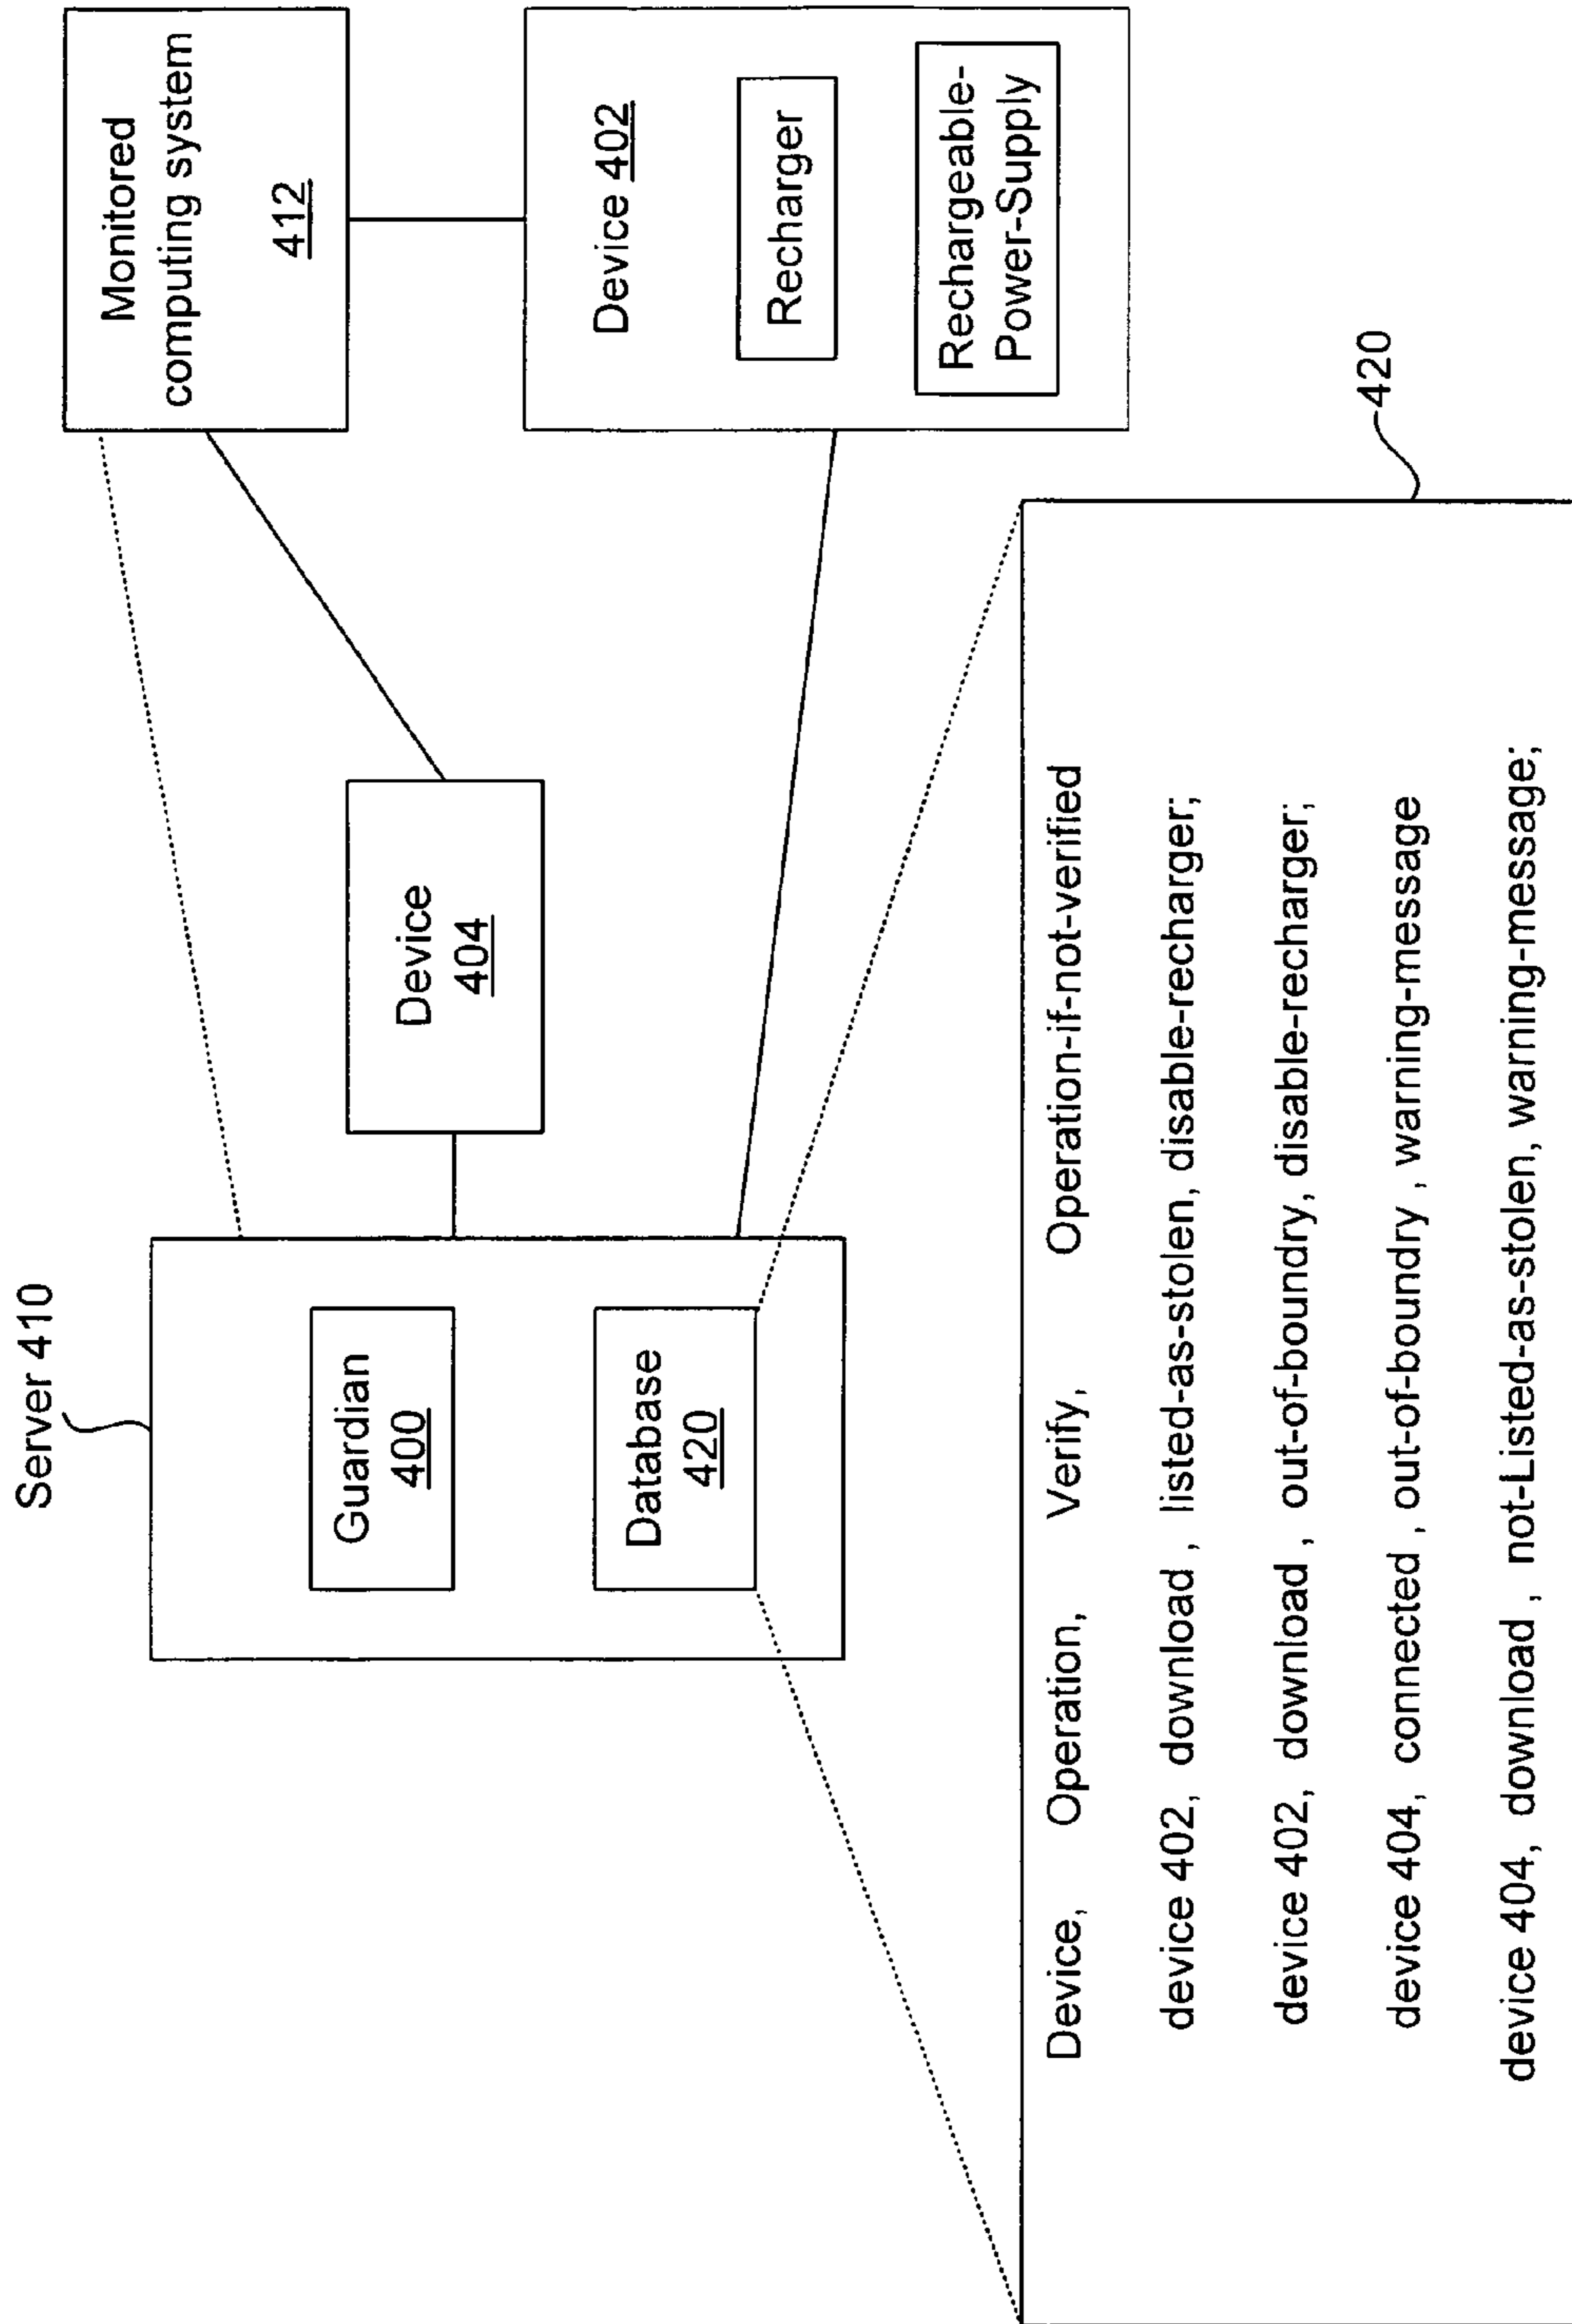 Server 410
Guardian
400
Database
420
Device
404
Monitored
computing system
412
Device 402
Recharger
Rechargeable-
Power-Supply
420
Device, Operation, Verify, Operation-if-not-verified
device 402, download , listed-as-stolen, disable-recharger;
device 402, download , out-of-boundry, disable-recharger;
device 404, connected , out-of-boundry , warning-message
device 404, download , not-Listed-as-stolen, warning-message;